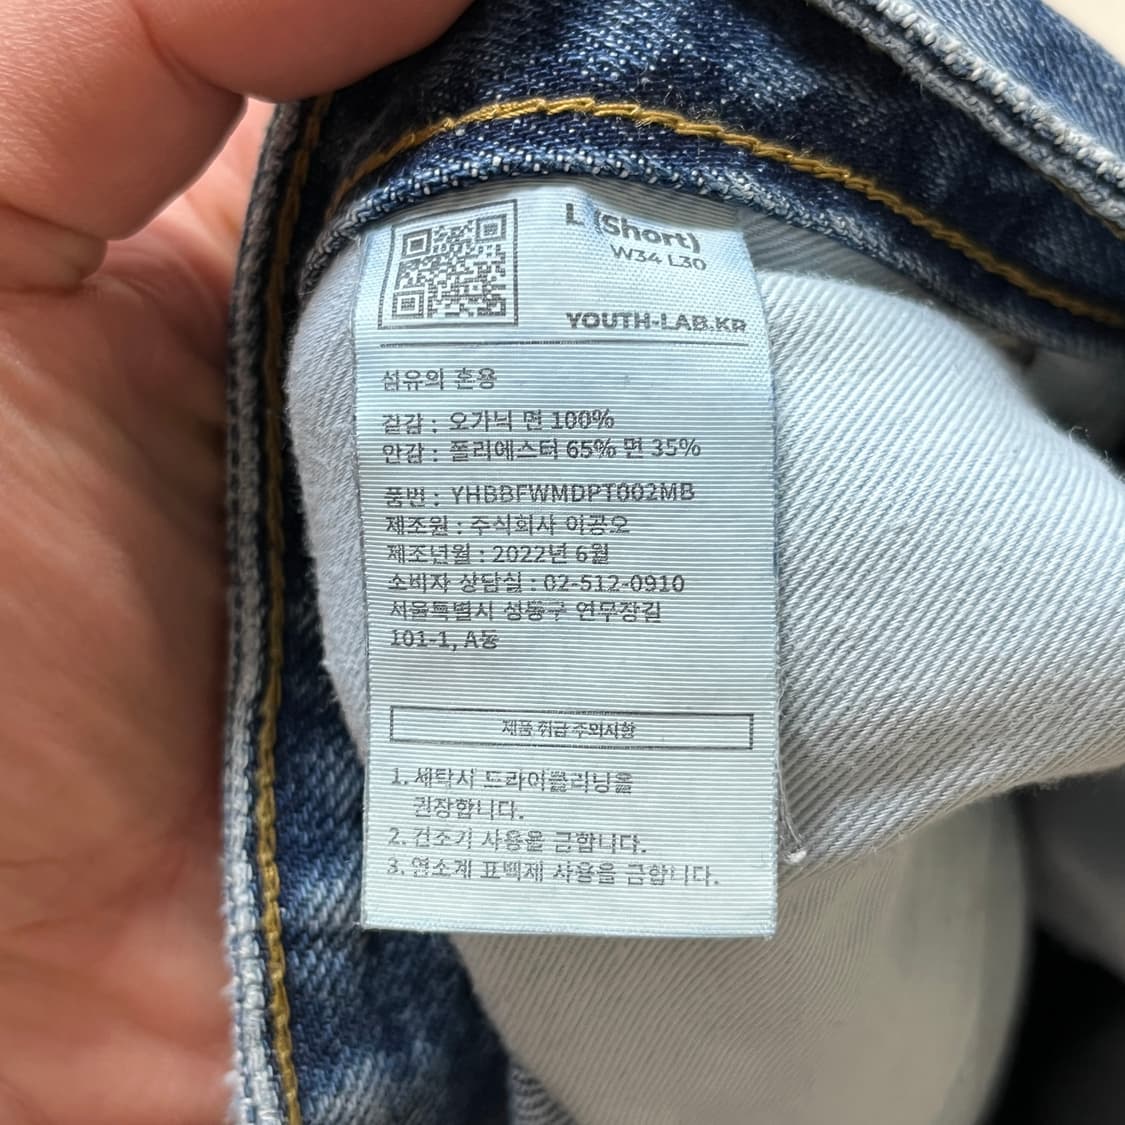 L (Short)
W34 L30
YOUTH-LAB.KR
섬유의 혼용
겉감 : 오가닉 면 100%
안감 : 폴리에스터 65% 면 35%
품번 : YHBBFWMDPT002MB
제조원 : 주식회사 이공오
제조년월 : 2022년 6월
소비자 상담실 : 02-512-0910
서울특별시 성동구 연무장길
101-1, A동
제품 취급 주의사항
1. 세탁시 드라이클리닝을
권장합니다.
2. 건조기 사용을 금합니다.
3. 염소계 표백제 사용을 금합니다.